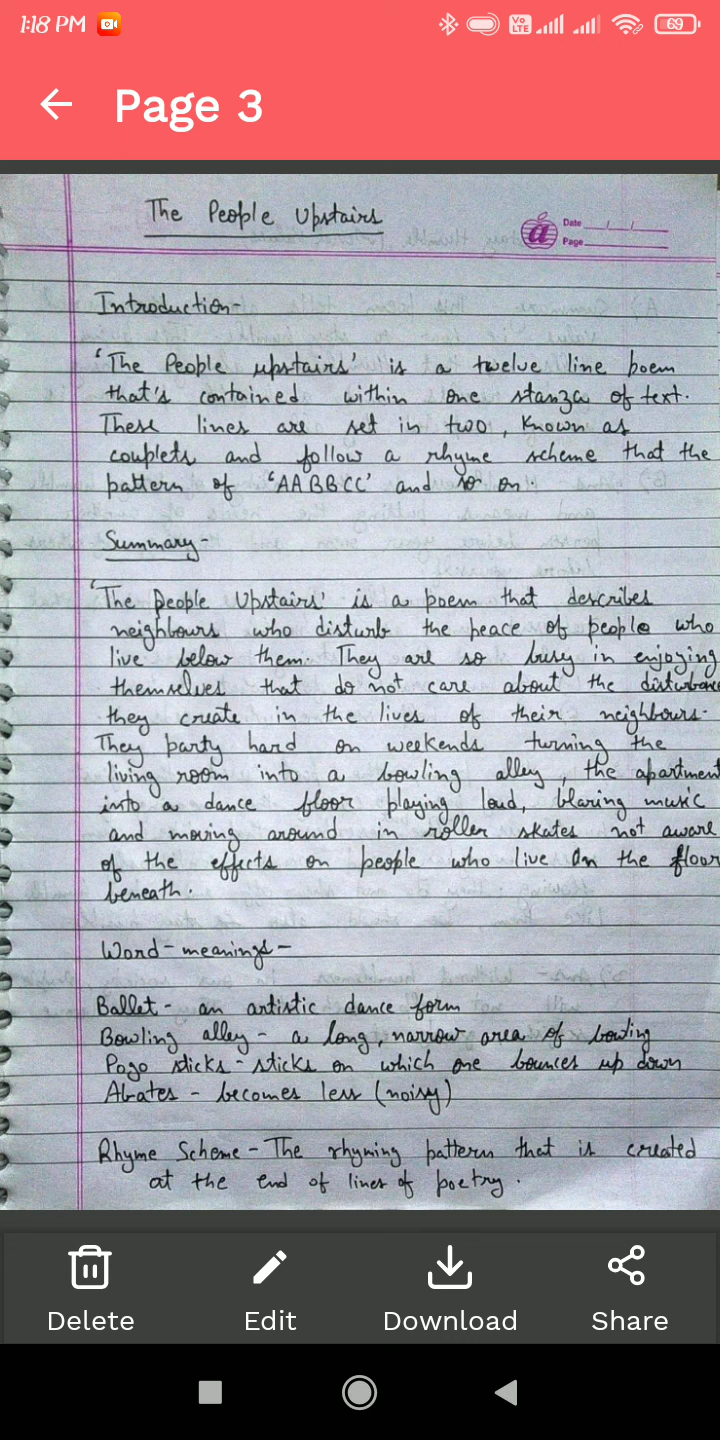 1:18 PM
Vo LTE
69
Page 3
The People Upstairs
a
Date / /
Page
Introduction-
'The People upstairs' is a twelve line poem
that's contained within one stanza of text.
These lines are set in two, known as
couplets and follow a rhyme scheme that the
pattern of 'AABBCC' and so on.
Summary-
'The People Upstairs' is a poem that describes
neighbours who disturb the peace of people who
live below them. They are so busy in enjoying
themselves that do not care about the disturbance
they create in the lives of their neighbours.
They party hard on weekends turning the
living room into a bowling alley, the apartment
into a dance floor playing loud, blaring music
and moving around in roller skates not aware
of the effects on people who live on the floor
beneath.
Word-meanings-
Ballet- an artistic dance form
Bowling alley - a long, narrow area of bowling
Pogo sticks - sticks on which one bounces up down
Abates - becomes less (noisy)
Rhyme Scheme - The rhyming pattern that is created
at the end of lines of poetry.
Delete
Edit
Download
Share